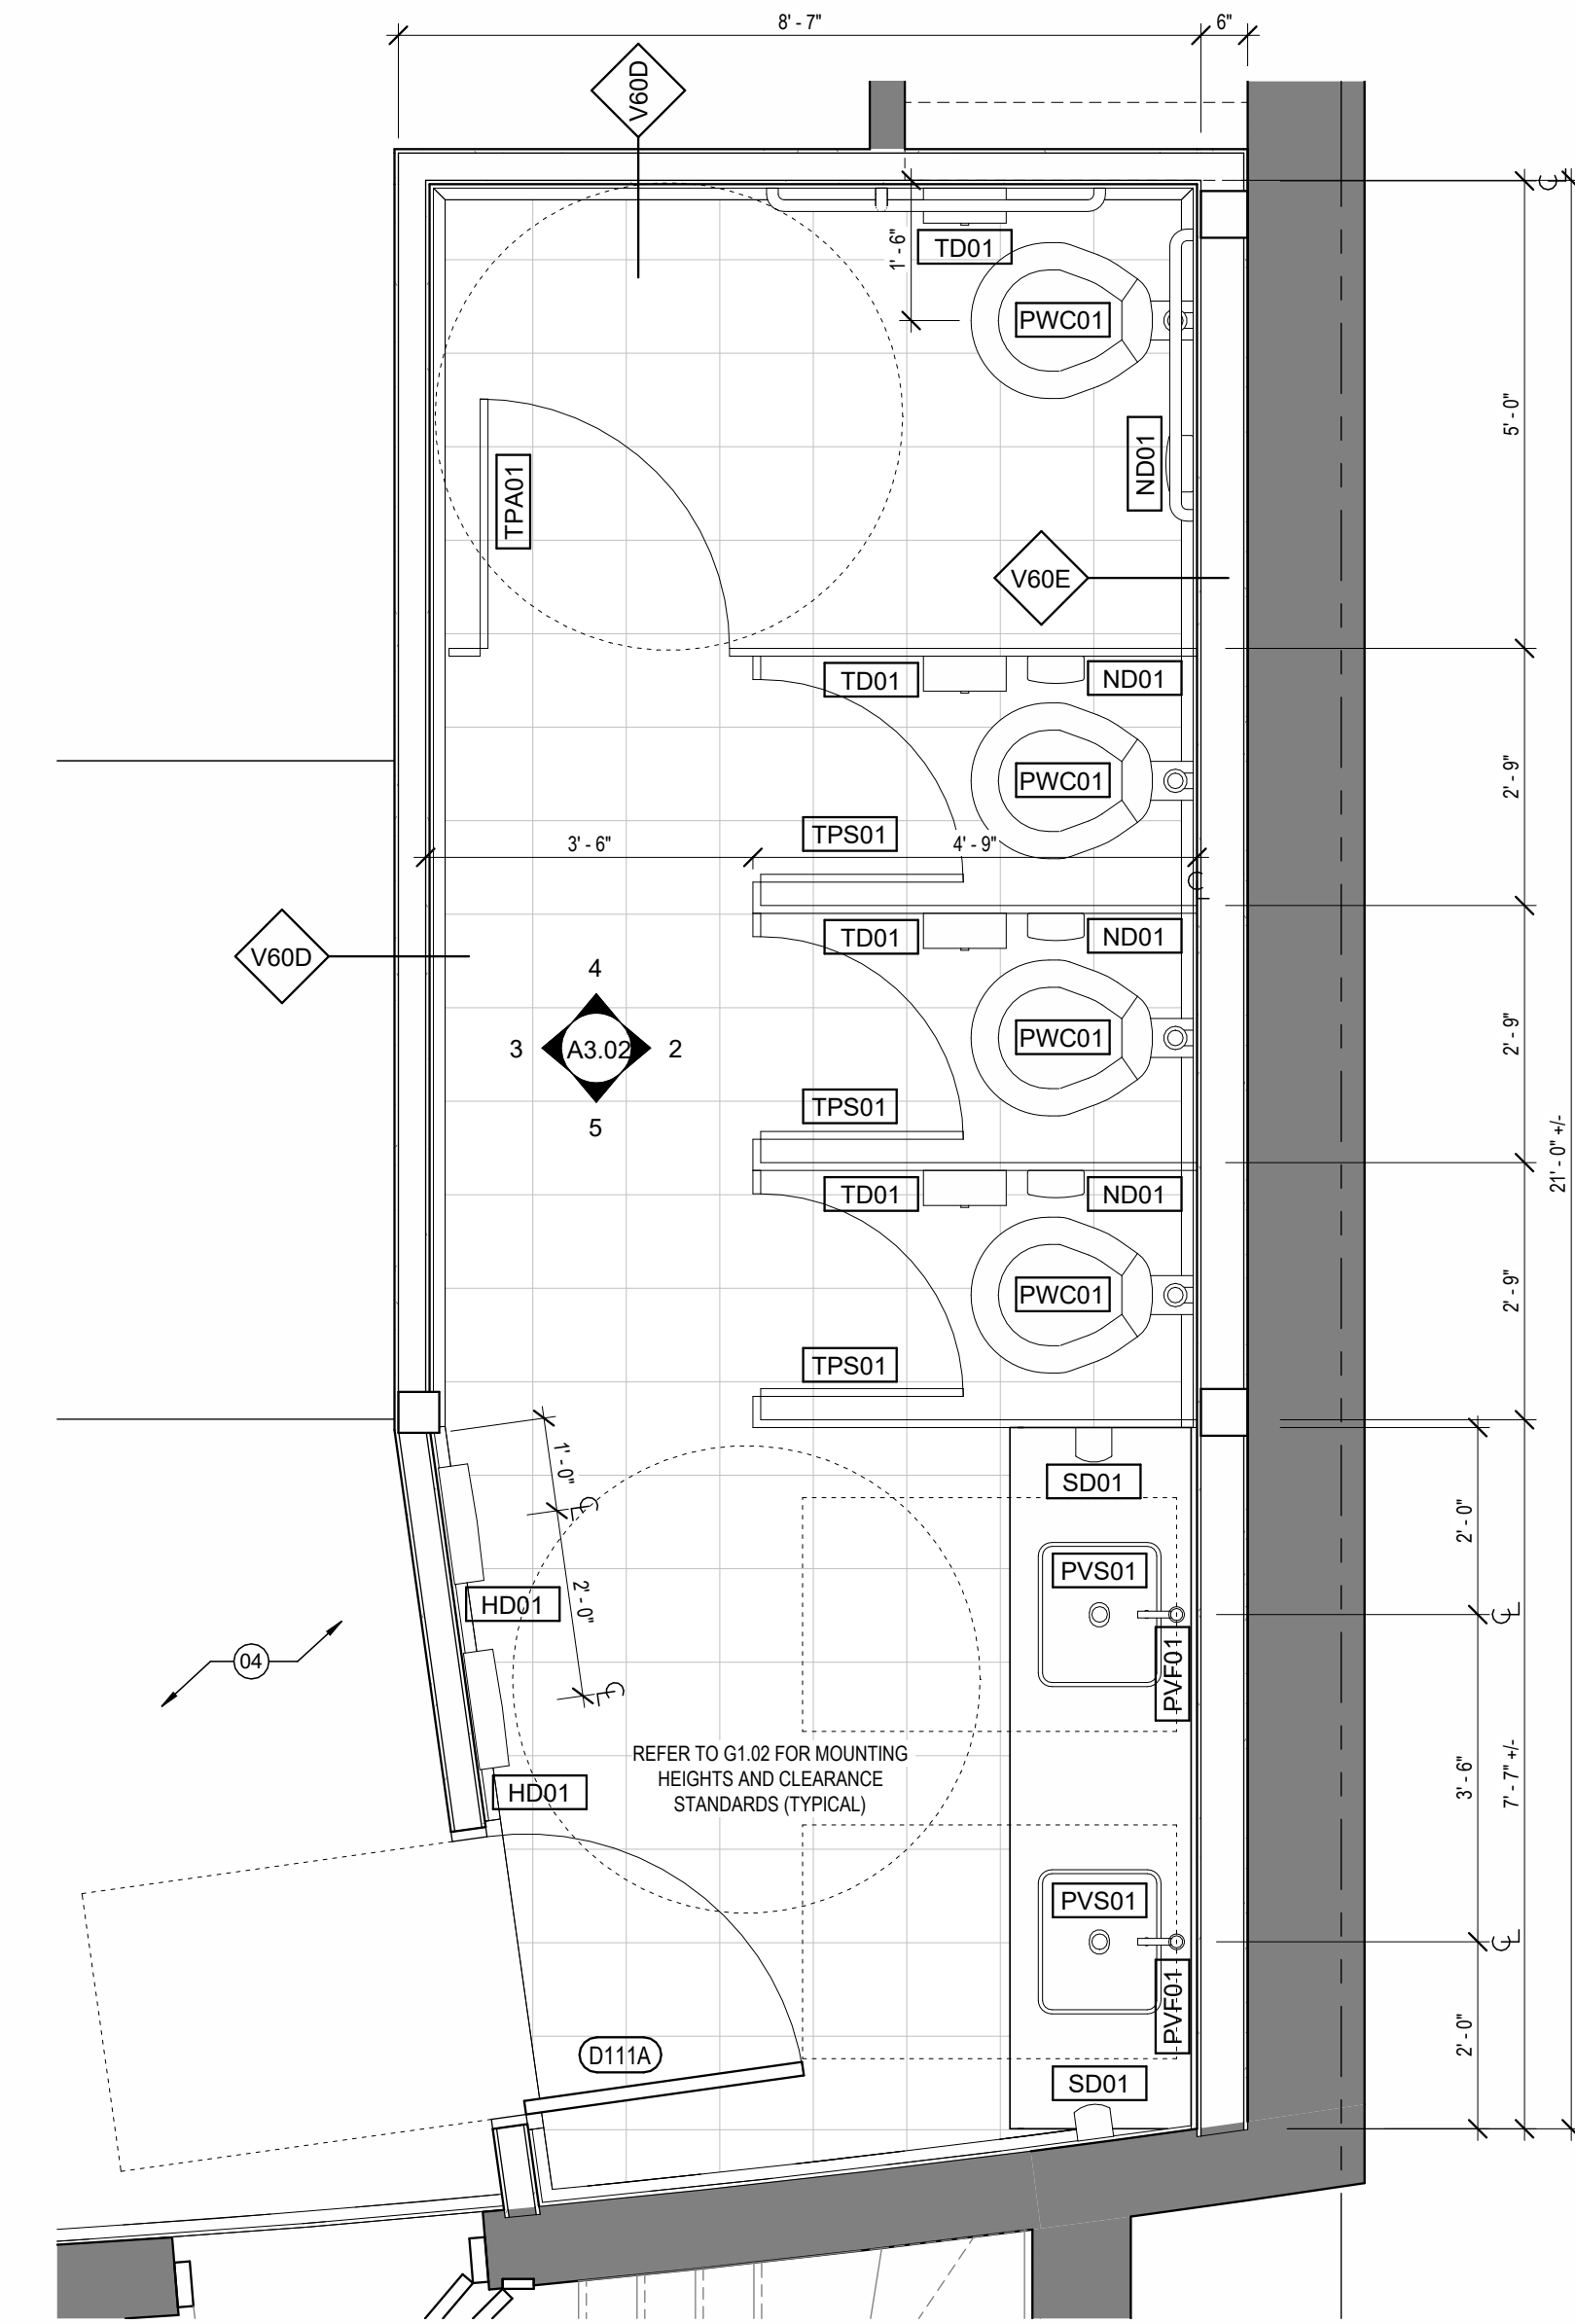 8' - 7"
6"
V60D
TD01
1' - 6"
PWC01
5' - 0"
TPA01
ND01
V60E
TD01
ND01
PWC01
2' - 9"
TPS01
3' - 6"
4' - 9"
TD01
ND01
V60D
4
3
A3.02
2
5
PWC01
2' - 9"
TPS01
21' - 0" +/-
TD01
ND01
PWC01
2' - 9"
TPS01
1' - 0"
SD01
2' - 0"
PVS01
HD01
2' - 0"
PVF01
04
REFER TO G1.02 FOR MOUNTING
HEIGHTS AND CLEARANCE
STANDARDS (TYPICAL)
HD01
3' - 6"
7' - 7" +/-
PVS01
PVF01
2' - 0"
D111A
SD01